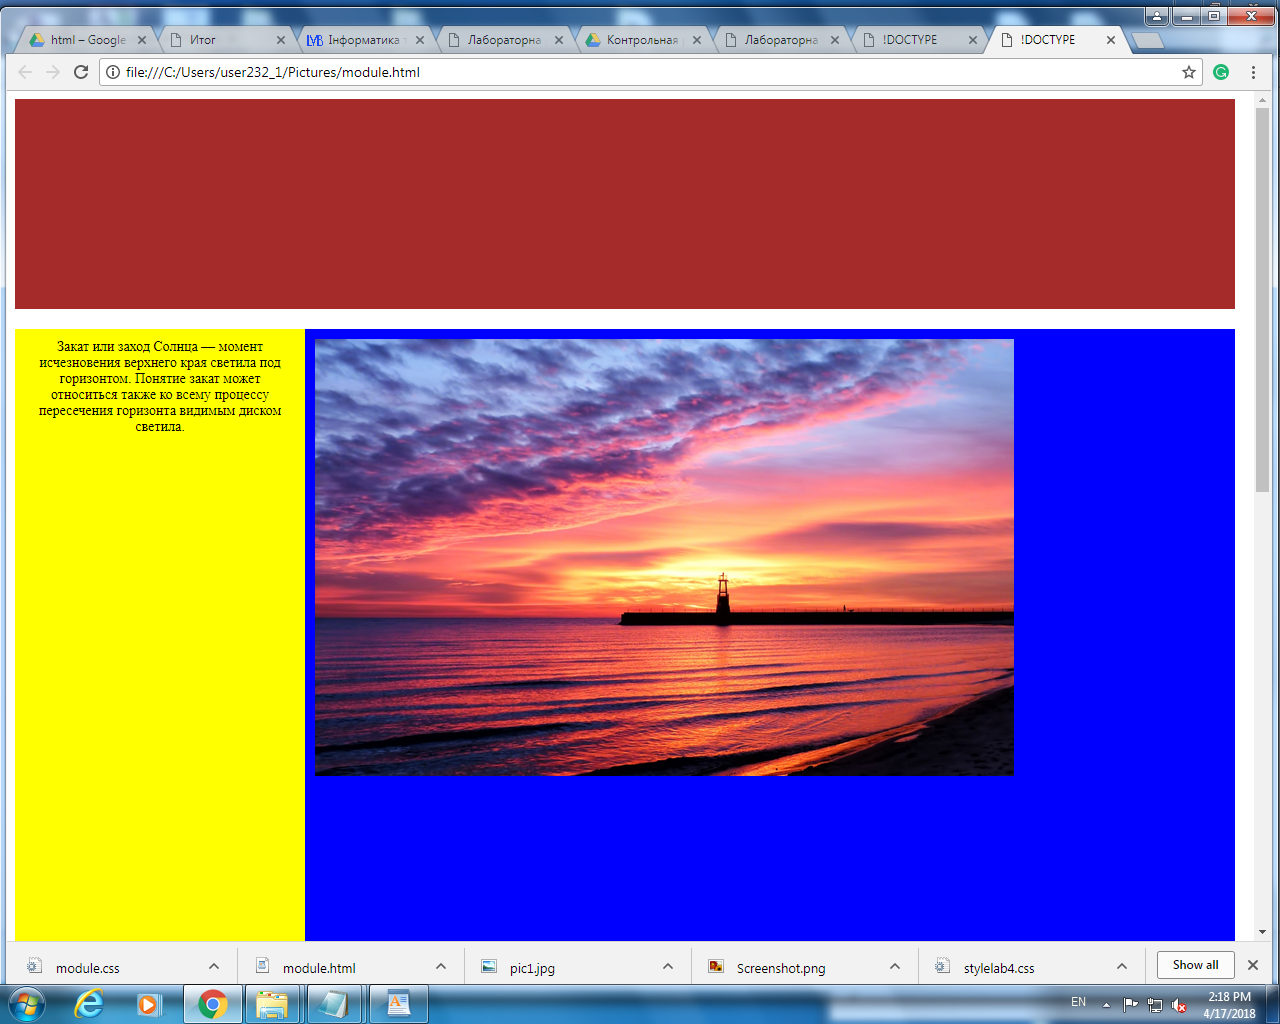 html – Google
Итог
LMB Інформатика т
Лабораторна
Контрольная
Лабораторна
!DOCTYPE
!DOCTYPE
file:///C:/Users/user232_1/Pictures/module.html
Закат или заход Солнца — момент
исчезновения верхнего края светила под
горизонтом. Понятие закат может
относиться также ко всему процессу
пересечения горизонта видимым диском
светила.
module.css
module.html
pic1.jpg
Screenshot.png
stylelab4.css
Show all
EN
2:18 PM
4/17/2018